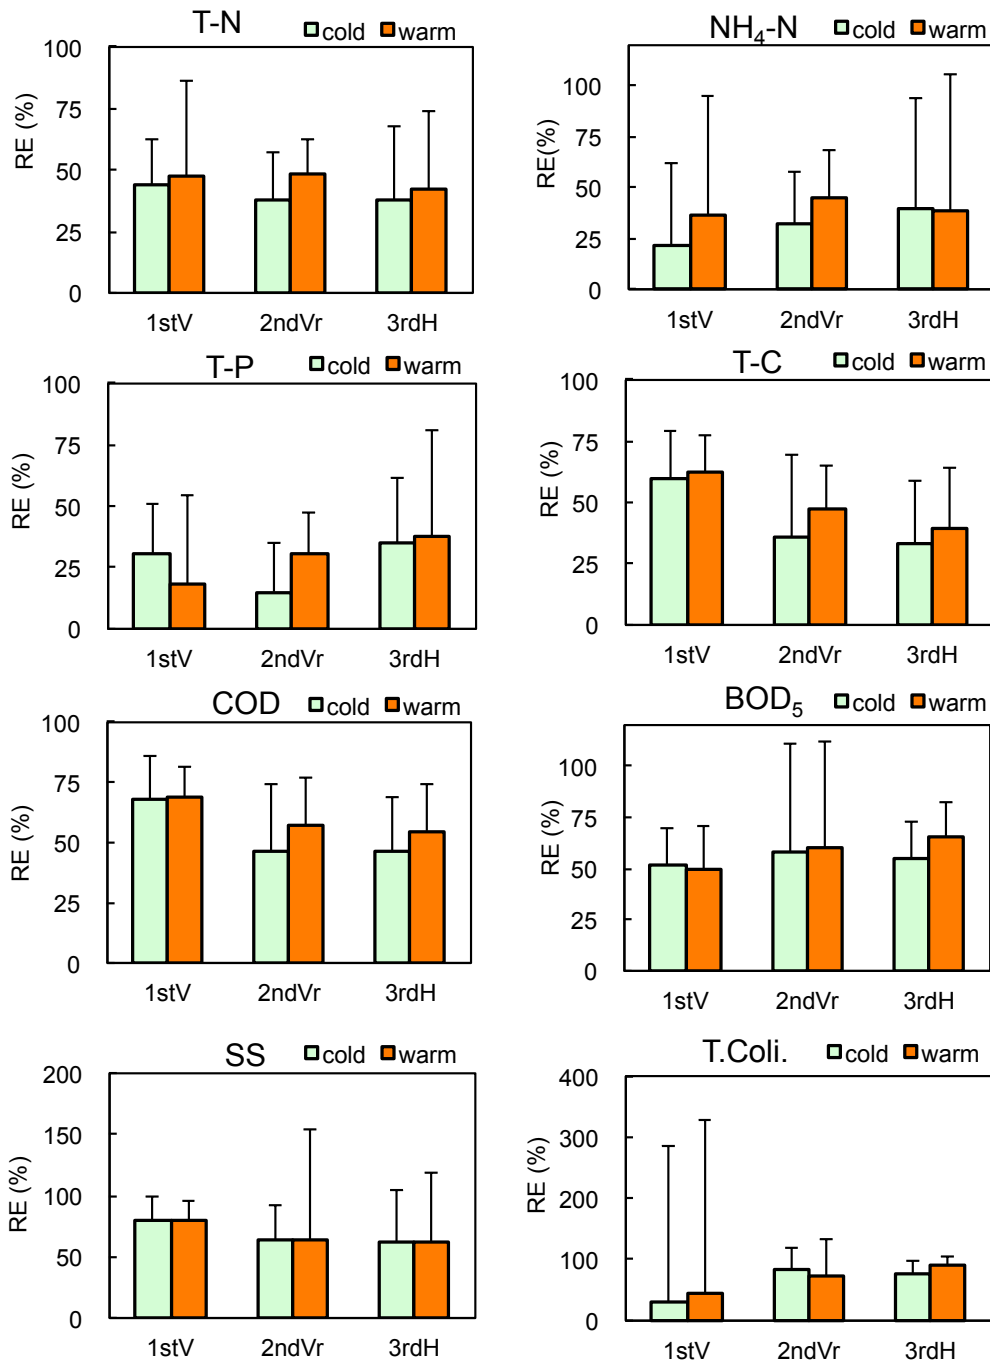 T-N cold warm
RE (%)
100
75
50
25
0
1stV 2ndVr 3rdH
NH₄-N cold warm
RE(%)
100
75
50
25
0
1stV 2ndVr 3rdH
T-P cold warm
RE (%)
100
75
50
25
0
1stV 2ndVr 3rdH
T-C cold warm
RE (%)
100
75
50
25
0
1stV 2ndVr 3rdH
COD cold warm
RE (%)
100
75
50
25
0
1stV 2ndVr 3rdH
BOD₅ cold warm
RE (%)
100
75
50
25
0
1stV 2ndVr 3rdH
SS cold warm
RE (%)
200
150
100
50
0
1stV 2ndVr 3rdH
T.Coli. cold warm
RE (%)
400
300
200
100
0
1stV 2ndVr 3rdH